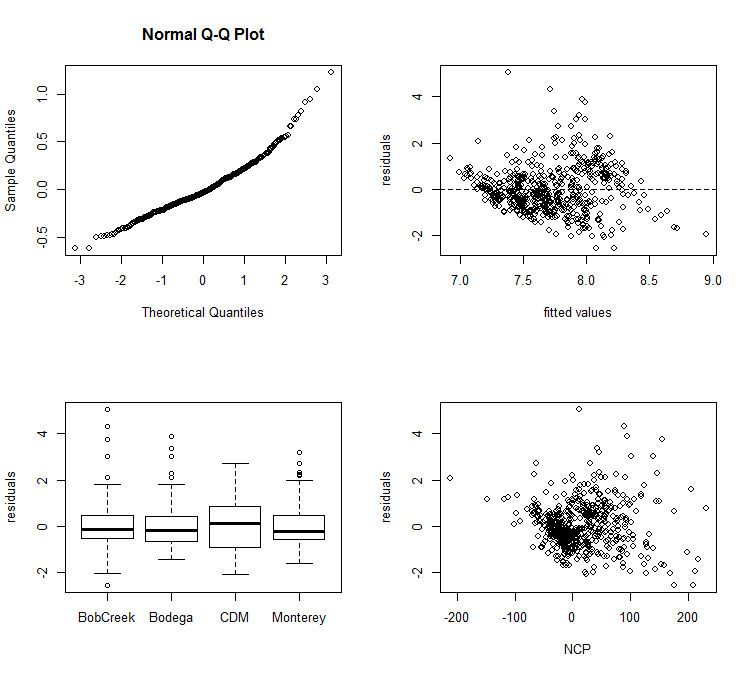 Normal Q-Q Plot
Sample Quantiles
1.0
0.5
0.0
-0.5
-3 -2 -1 0 1 2 3
Theoretical Quantiles
residuals
4
2
0
-2
7.0 7.5 8.0 8.5 9.0
fitted values
residuals
4
2
0
-2
BobCreek Bodega CDM Monterey
residuals
4
2
0
-2
-200 -100 0 100 200
NCP